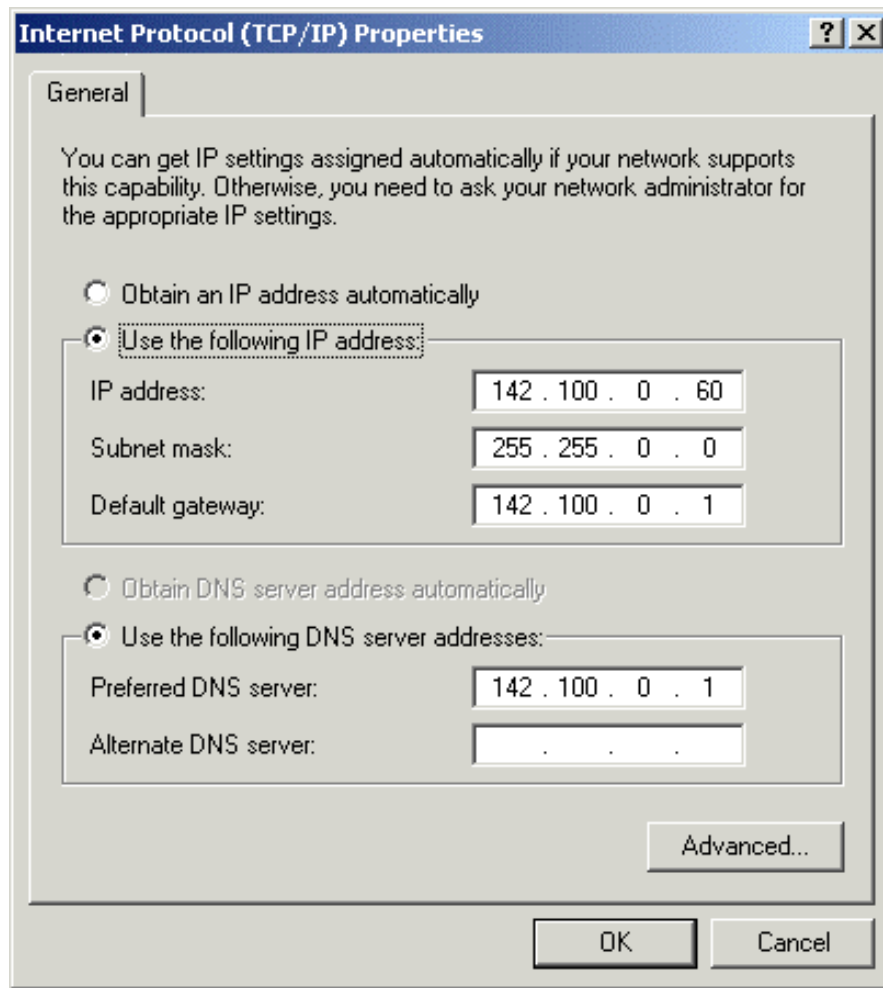 Internet Protocol (TCP/IP) Properties
General
You can get IP settings assigned automatically if your network supports
this capability. Otherwise, you need to ask your network administrator for
the appropriate IP settings.
Obtain an IP address automatically
Use the following IP address:
IP address: 142 . 100 . 0 . 60
Subnet mask: 255 . 255 . 0 . 0
Default gateway: 142 . 100 . 0 . 1
Obtain DNS server address automatically
Use the following DNS server addresses:
Preferred DNS server: 142 . 100 . 0 . 1
Alternate DNS server: . . .
Advanced...
OK Cancel